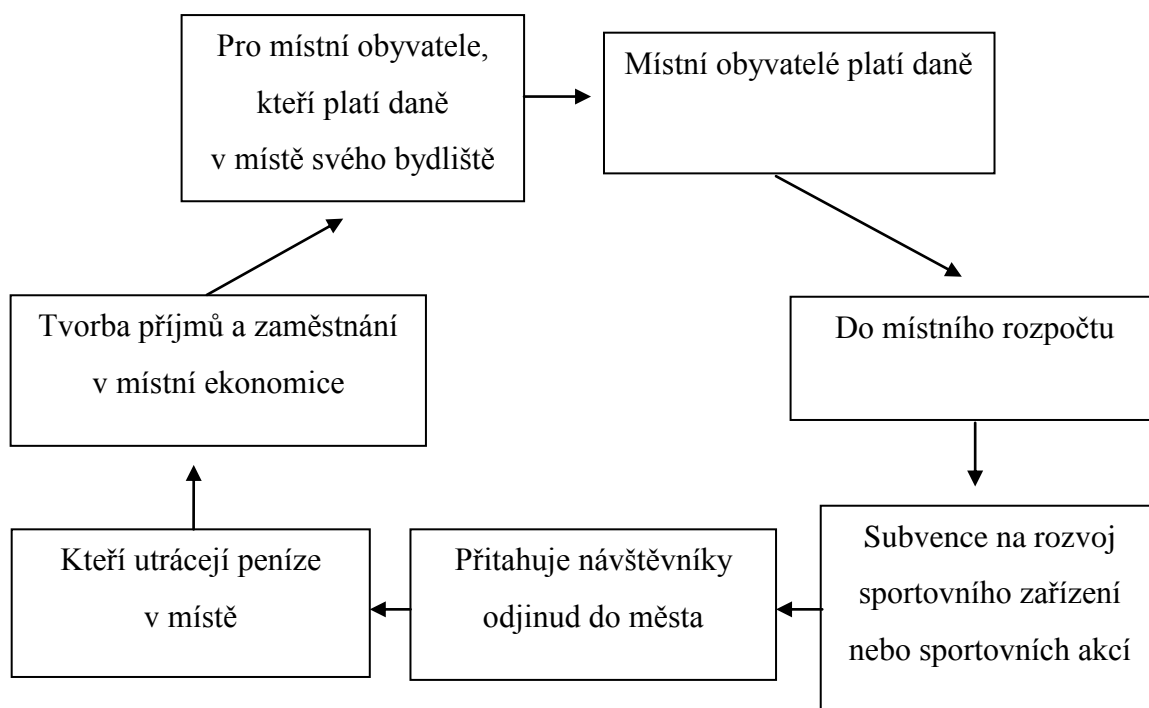 Pro místní obyvatele,
kteří platí daně
v místě svého bydliště
Místní obyvatelé platí daně
Do místního rozpočtu
Subvence na rozvoj
sportovního zařízení
nebo sportovních akcí
Přitahuje návštěvníky
odjinud do města
Kteří utrácejí peníze
v místě
Tvorba příjmů a zaměstnání
v místní ekonomice